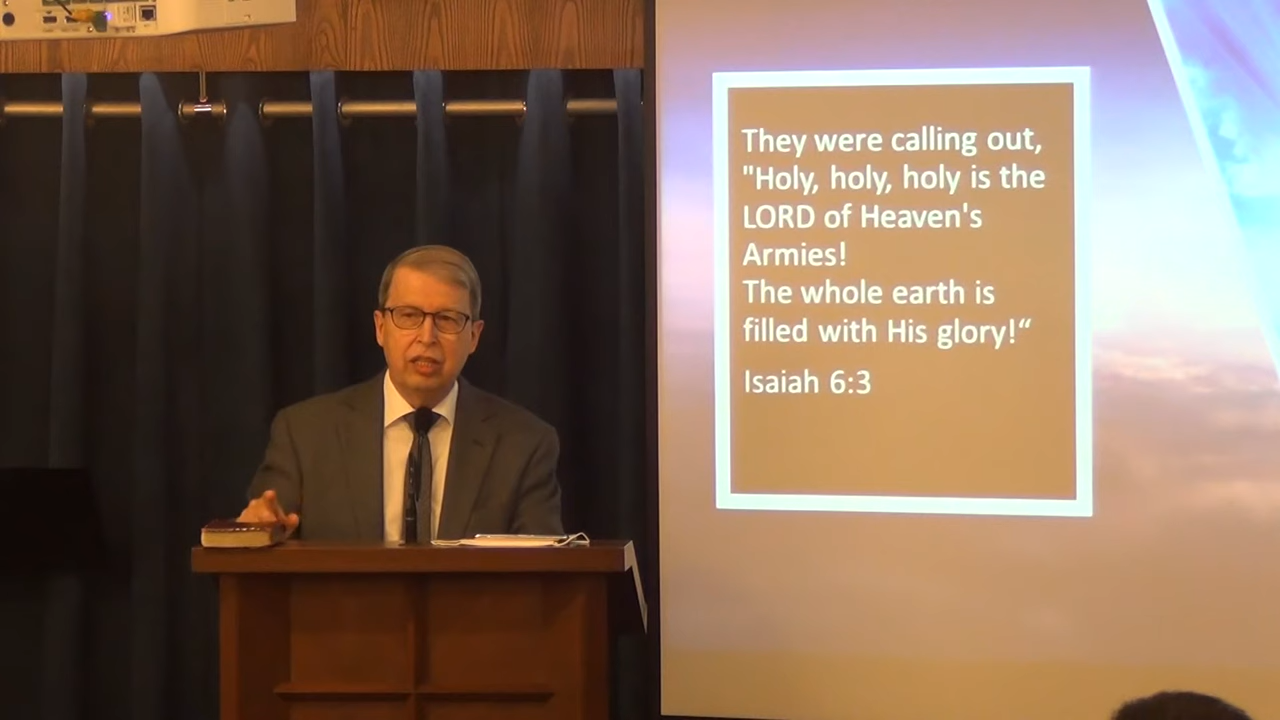 They were calling out,
"Holy, holy, holy is the
LORD of Heaven's
Armies!
The whole earth is
filled with His glory!“
Isaiah 6:3